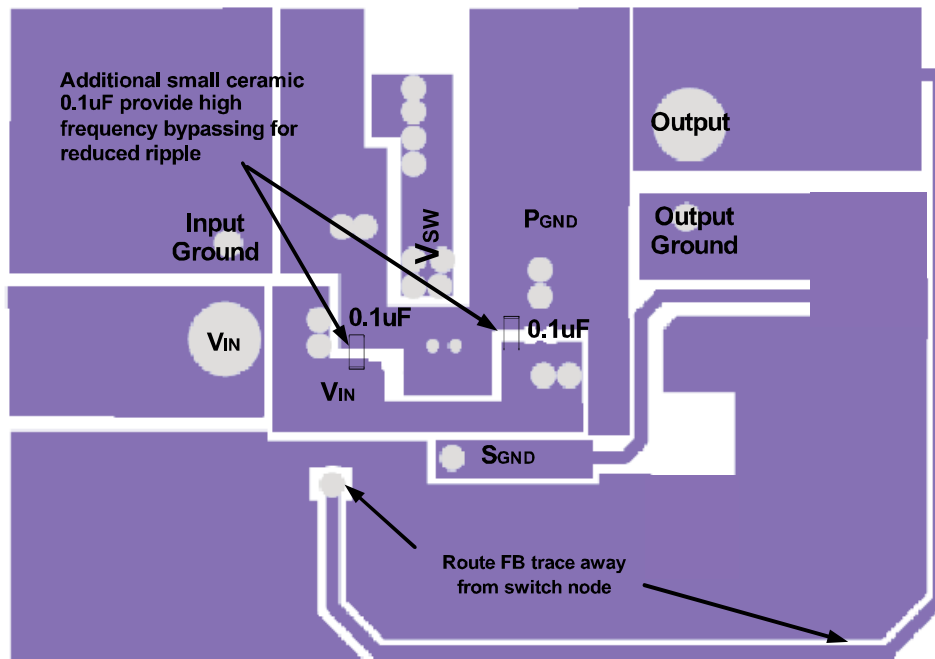 Additional small ceramic
0.1uF provide high
frequency bypassing for
reduced ripple
Output
Input
Ground
VSW
PGND
Output
Ground
0.1uF
0.1uF
VIN
VIN
SGND
Route FB trace away
from switch node